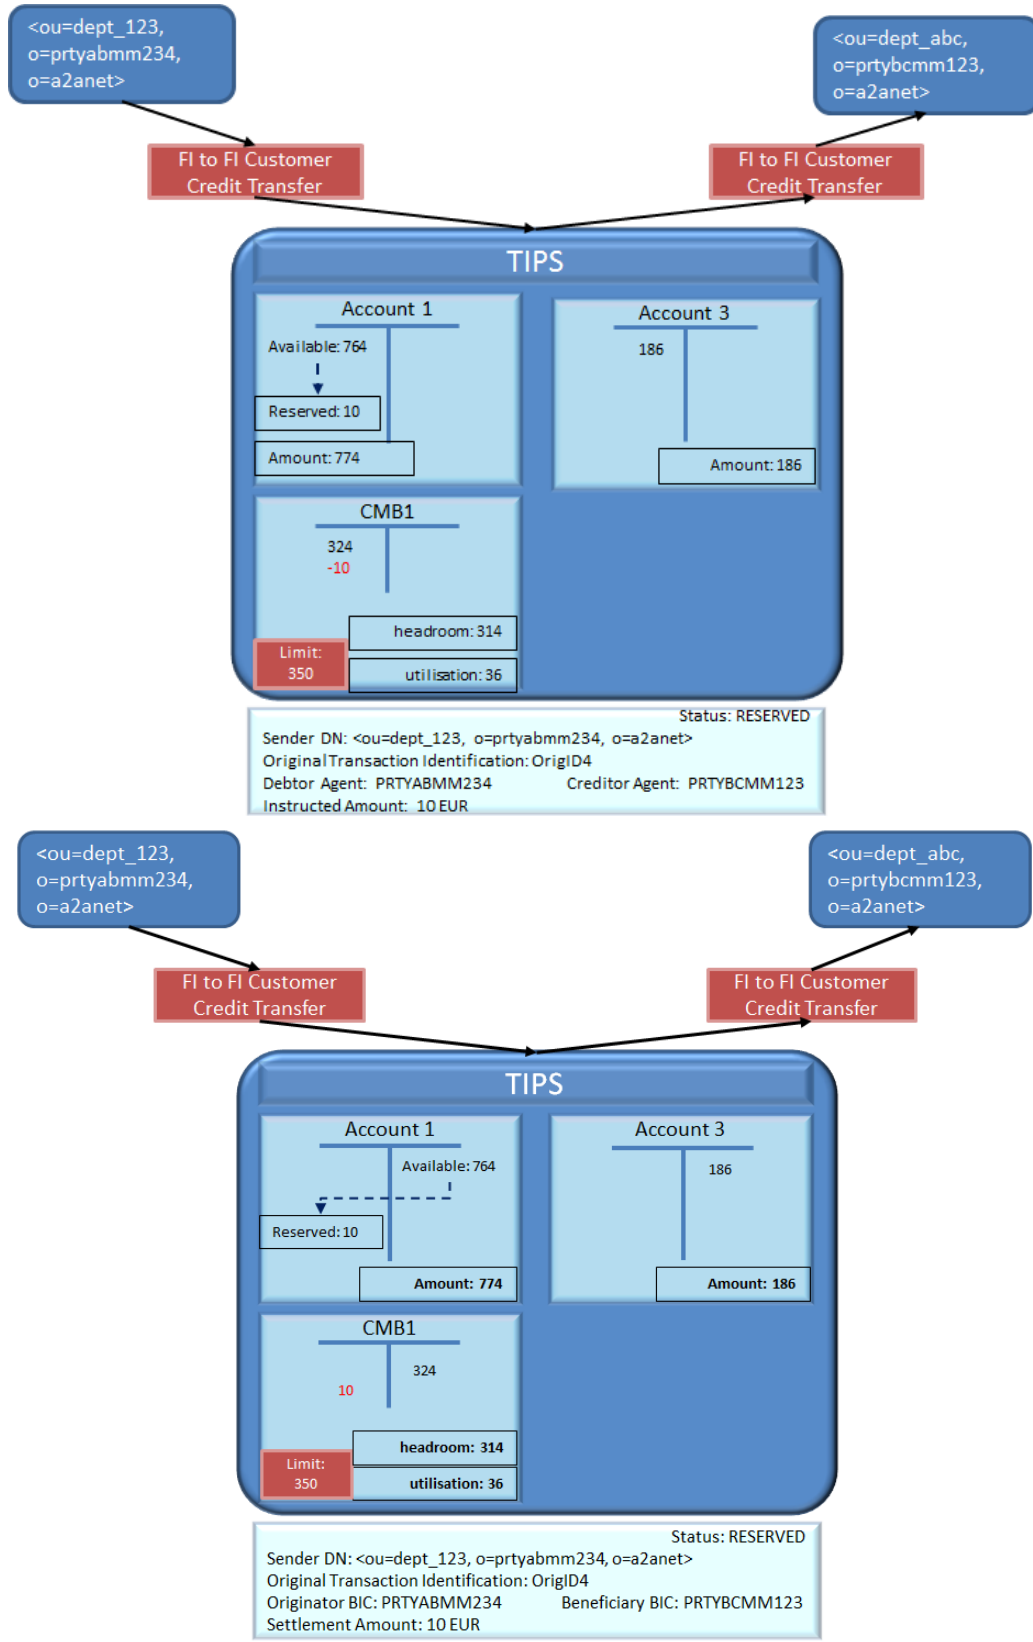 <ou=dept_123,
o=prtyabmm234,
o=a2anet>
<ou=dept_abc,
o=prtybcmm123,
o=a2anet>
FI to FI Customer
Credit Transfer
FI to FI Customer
Credit Transfer
TIPS
Account 1
Available: 764
Reserved: 10
Amount: 774
Account 3
186
Amount: 186
CMB1
324
-10
headroom: 314
Limit:
350
utilisation: 36
Status: RESERVED
Sender DN: <ou=dept_123, o=prtyabmm234, o=a2anet>
Original Transaction Identification: OrigID4
Debtor Agent: PRTYABMM234 Creditor Agent: PRTYBCMM123
Instructed Amount: 10 EUR
<ou=dept_123,
o=prtyabmm234,
o=a2anet>
<ou=dept_abc,
o=prtybcmm123,
o=a2anet>
FI to FI Customer
Credit Transfer
FI to FI Customer
Credit Transfer
TIPS
Account 1
Available: 764
Reserved: 10
Amount: 774
Account 3
186
Amount: 186
CMB1
324
10
headroom: 314
Limit:
350
utilisation: 36
Status: RESERVED
Sender DN: <ou=dept_123, o=prtyabmm234, o=a2anet>
Original Transaction Identification: OrigID4
Originator BIC: PRTYABMM234 Beneficiary BIC: PRTYBCMM123
Settlement Amount: 10 EUR